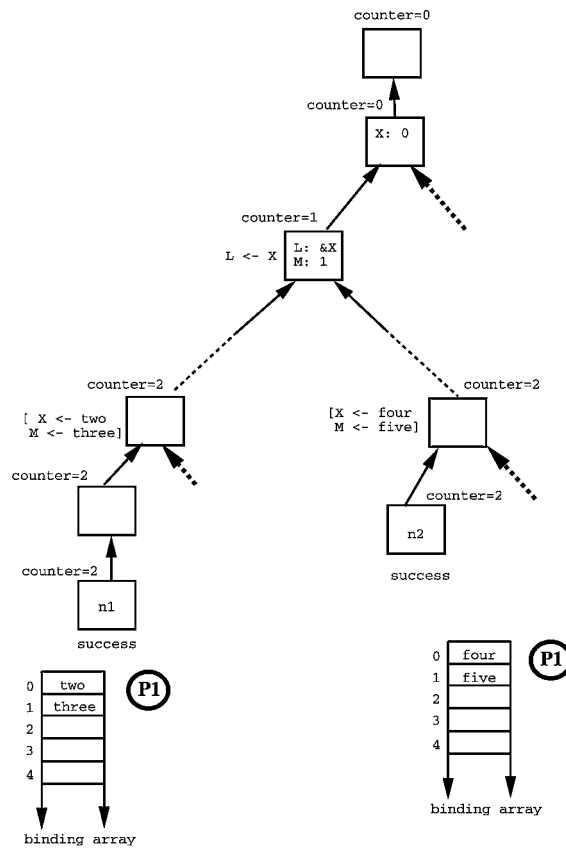 counter=0
counter=0
X: 0
counter=1
L <- X
L: &X
M: 1
counter=2
counter=2
[ X <- two
M <- three]
[X <- four
M <- five]
counter=2
counter=2
n2
counter=2
success
n1
success
0 four
1 five
2
3
4
P1
0 two
1 three
2
3
4
P1
binding array
binding array